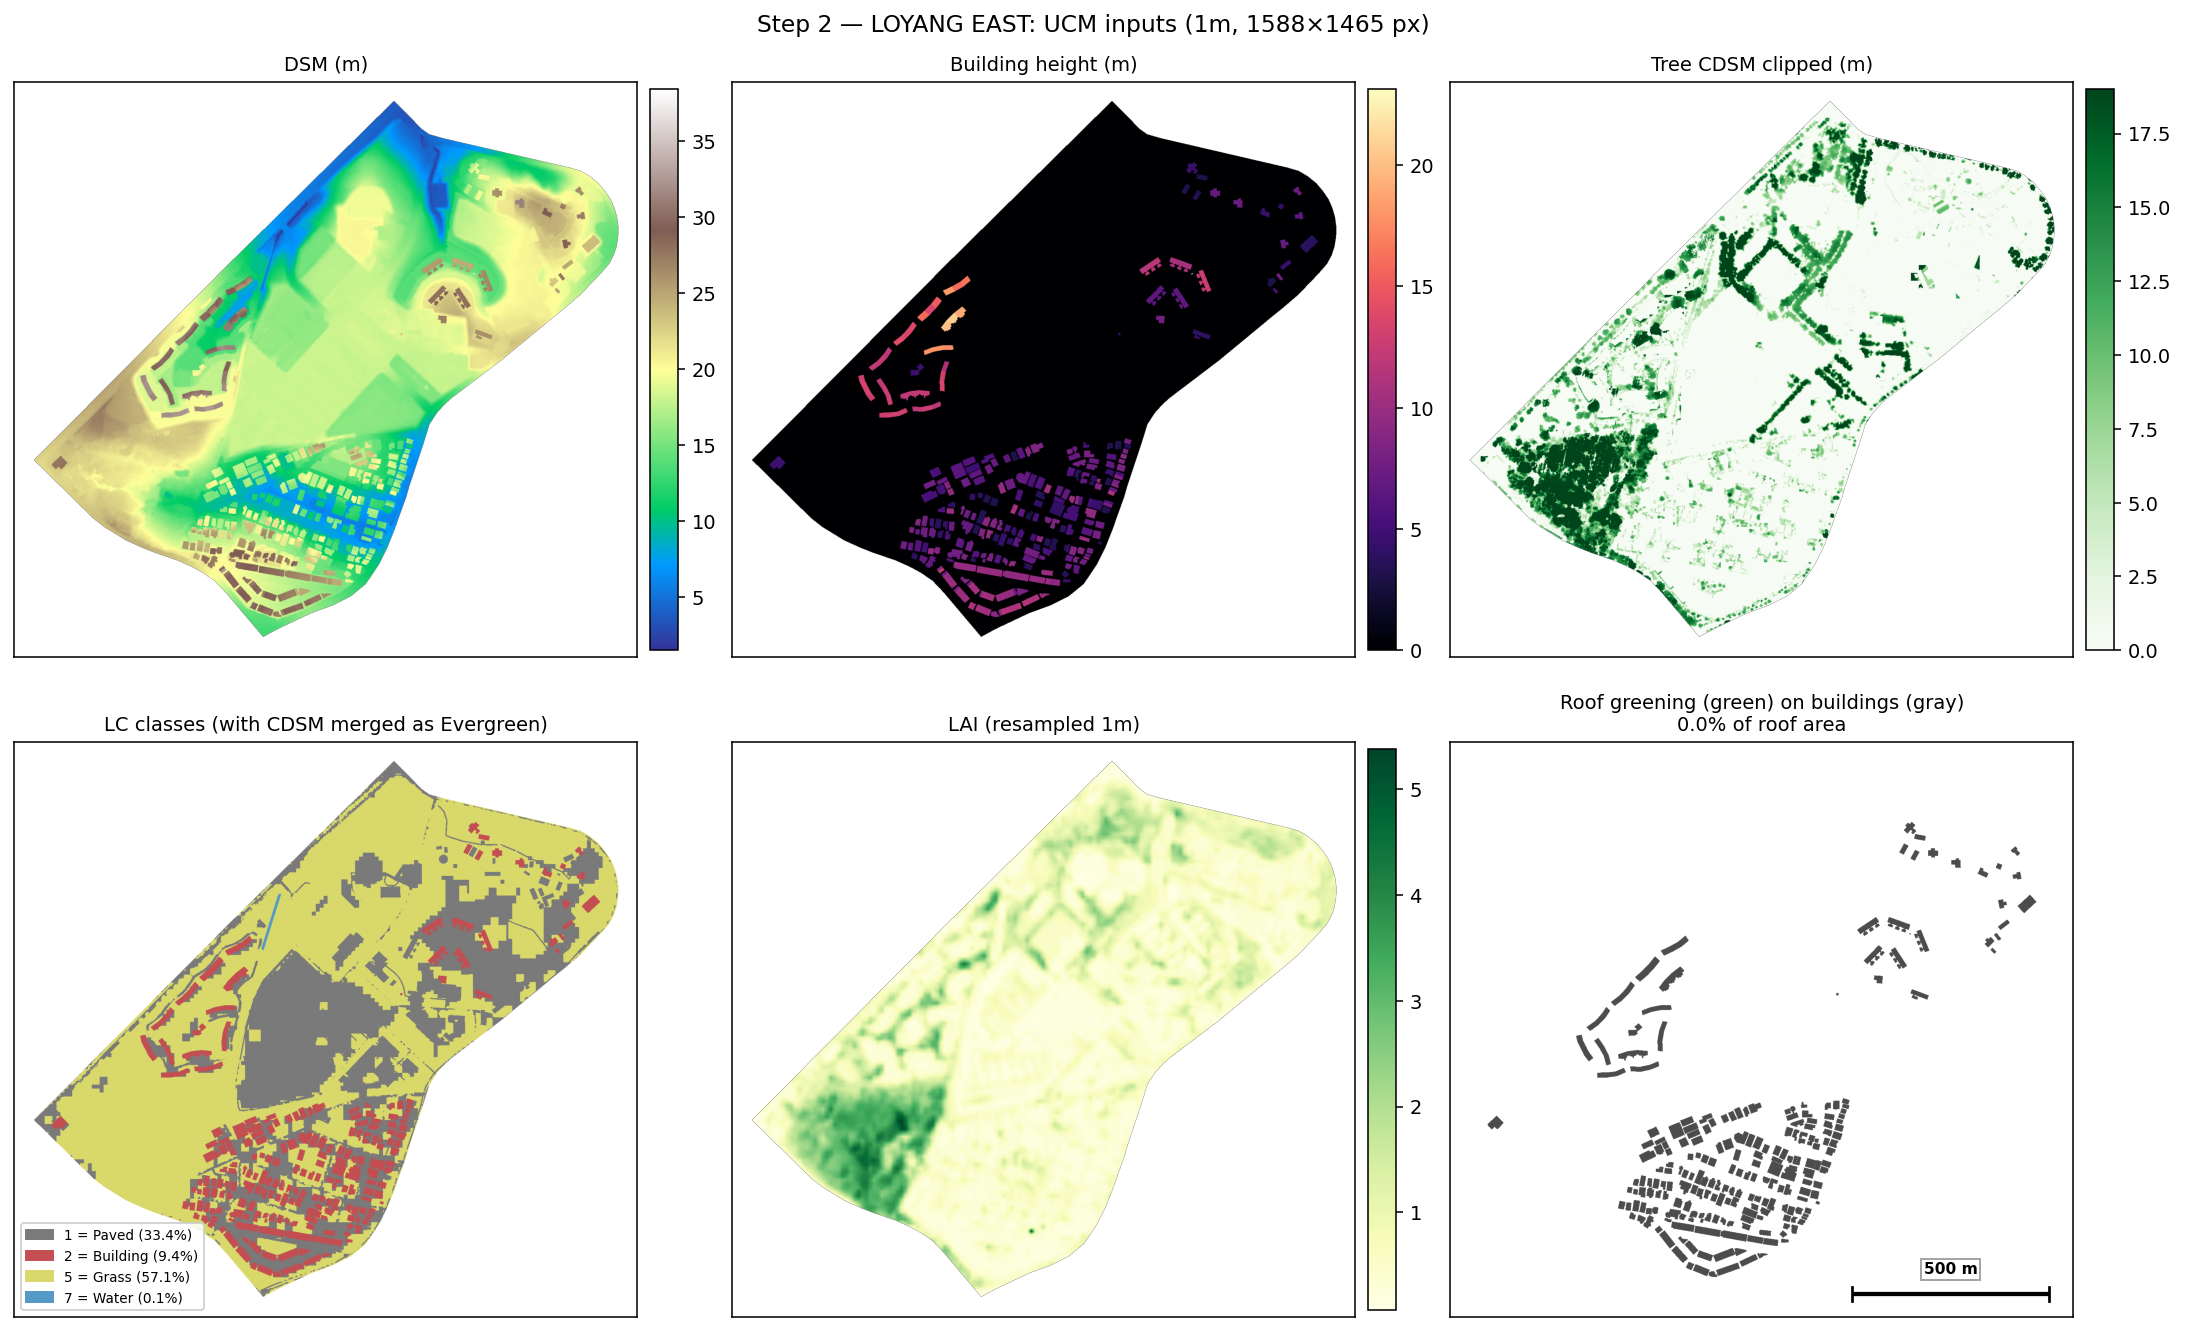 Step 2 — LOYANG EAST: UCM inputs (1m, 1588×1465 px)
DSM (m)
35
30
25
20
15
10
5
Building height (m)
20
15
10
5
0
Tree CDSM clipped (m)
17.5
15.0
12.5
10.0
7.5
5.0
2.5
0.0
LC classes (with CDSM merged as Evergreen)
1 = Paved (33.4%)
2 = Building (9.4%)
5 = Grass (57.1%)
7 = Water (0.1%)
LAI (resampled 1m)
5
4
3
2
1
Roof greening (green) on buildings (gray)
0.0% of roof area
500 m